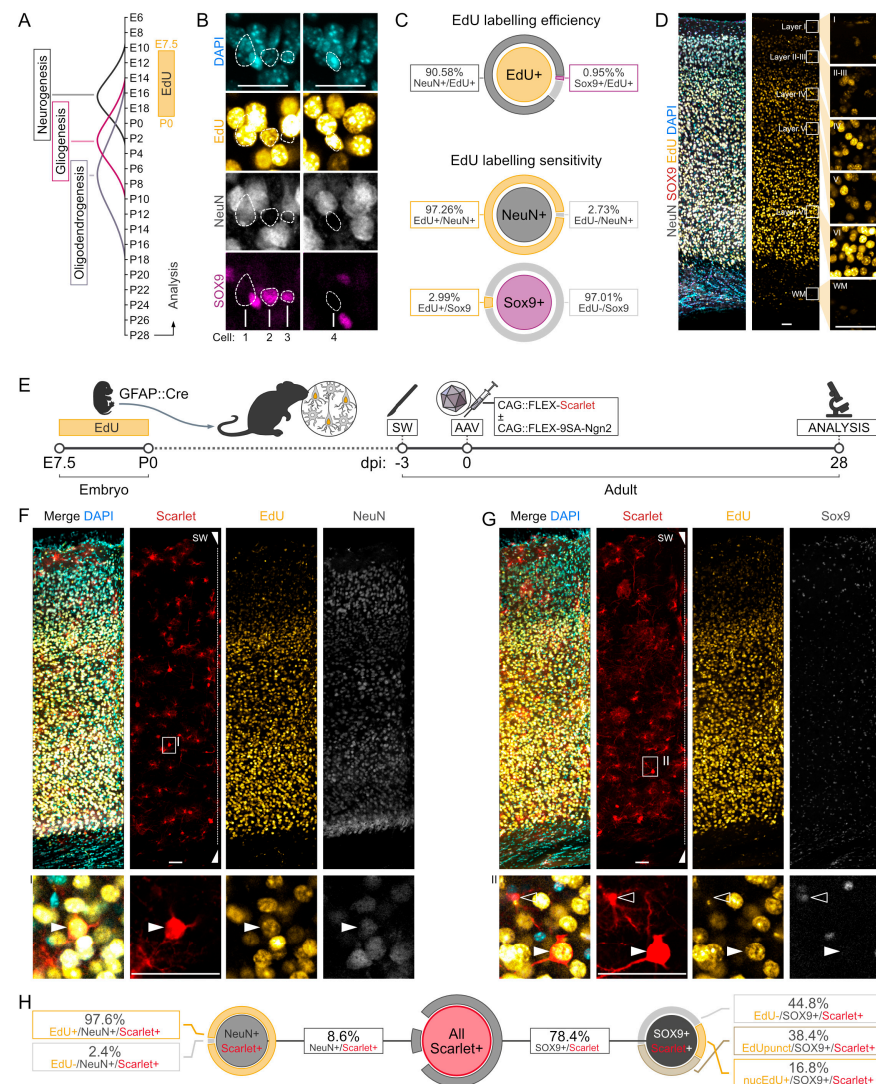 A
E6
E8
E10
E12
E14
E16
E18
P0
P2
P4
P6
P8
P10
P12
P14
P16
P18
P20
P22
P24
P26
P28
E7.5
EdU
P0
Neurogenesis
Gliogenesis
Oligodendrogenesis
Analysis
B
DAPI
EdU
NeuN
SOX9
Cell: 1 2 3 4
C
EdU labelling efficiency
90.58%
NeuN+/EdU+
EdU+
0.95%%
Sox9+/EdU+
EdU labelling sensitivity
97.26%
EdU+/NeuN+
NeuN+
2.73%
EdU-/NeuN+
2.99%
EdU+/Sox9
Sox9+
97.01%
EdU-/Sox9
D
NeuN SOX9 EdU DAPI
Layer I
Layer II-III
Layer IV
Layer V
Layer VI
WM
I
II-III
IV
V
VI
WM
E
GFAP::Cre
EdU
E7.5
P0
Embryo
SW
AAV
CAG::FLEX-Scarlet
±
CAG::FLEX-9SA-Ngn2
ANALYSIS
dpi: -3 0 28
Adult
F
Merge DAPI
Scarlet
EdU
NeuN
SW
I
I
G
Merge DAPI
Scarlet
EdU
Sox9
SW
II
II
H
97.6%
EdU+/NeuN+/Scarlet+
2.4%
EdU-/NeuN+/Scarlet+
NeuN+
Scarlet+
8.6%
NeuN+/Scarlet+
All
Scarlet+
78.4%
SOX9+/Scarlet
SOX9+
Scarlet+
44.8%
EdU-/SOX9+/Scarlet+
38.4%
EdUpunct/SOX9+/Scarlet+
16.8%
nucEdU+/SOX9+/Scarlet+